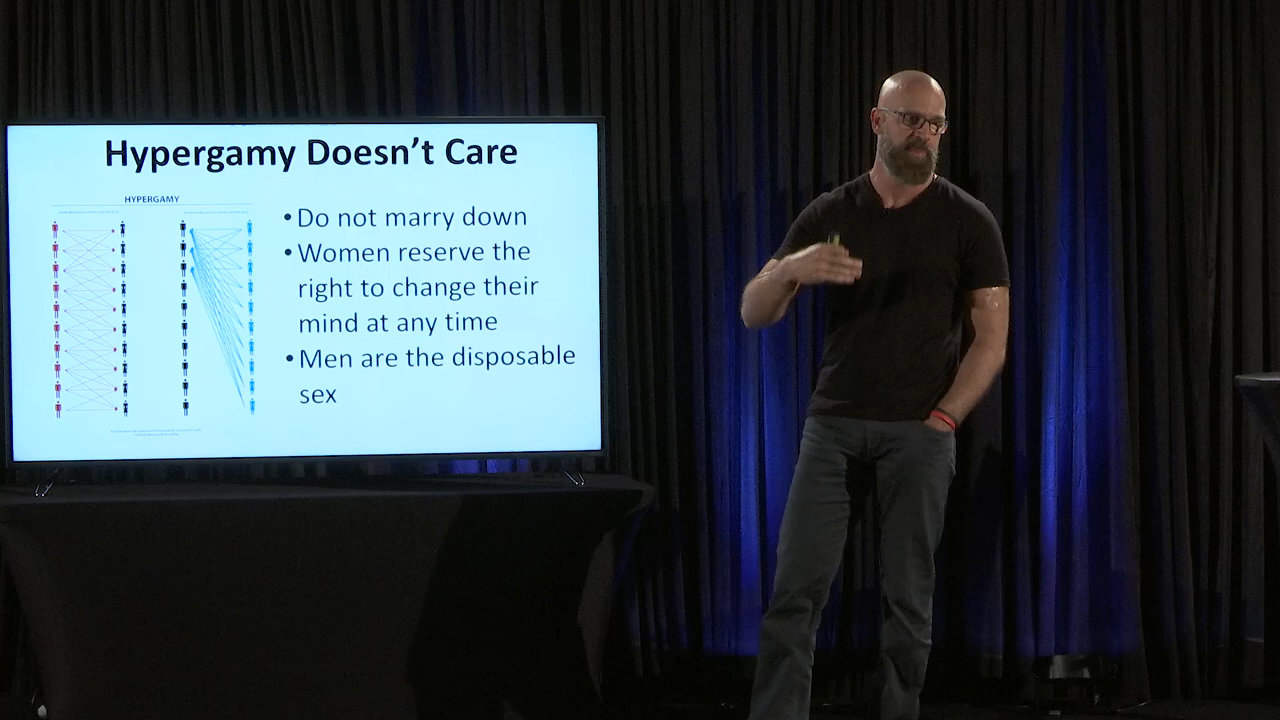 Hypergamy Doesn't Care
HYPERGAMY
• Do not marry down
• Women reserve the
right to change their
mind at any time
• Men are the disposable
sex